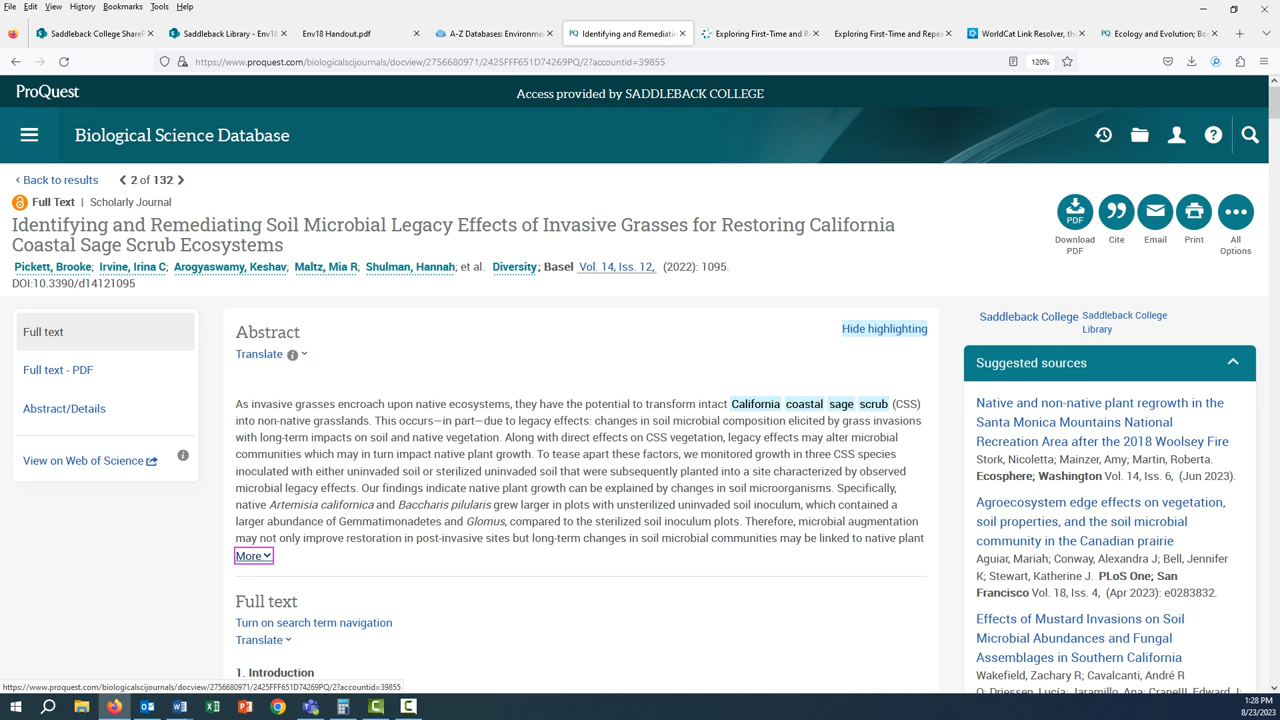 File Edit View History Bookmarks Tools Help
Saddleback College ShareP
Saddleback Library - Env18 H
Env18 Handout.pdf
A-Z Databases: Environmen
Identifying and Remediatin
Exploring First-Time and Re
Exploring First-Time and Repea
WorldCat Link Resolver, the
Ecology and Evolution; Bo
https://www.proquest.com/biologicalscijournals/docview/2756680971/2425FFF651D74269PQ/2?accountid=39855
120%
ProQuest
Access provided by SADDLEBACK COLLEGE
Biological Science Database
‹ Back to results
2 of 132
Full Text | Scholarly Journal
Identifying and Remediating Soil Microbial Legacy Effects of Invasive Grasses for Restoring California
Coastal Sage Scrub Ecosystems
Pickett, Brooke; Irvine, Irina C; Arogyaswamy, Keshav; Maltz, Mia R; Shulman, Hannah; et al. Diversity; Basel Vol. 14, Iss. 12, (2022): 1095.
DOI:10.3390/d14121095
PDF
Download
PDF
Cite
Email
Print
All
Options
Full text
Full text - PDF
Abstract/Details
View on Web of Science
Abstract
Hide highlighting
Translate
As invasive grasses encroach upon native ecosystems, they have the potential to transform intact California coastal sage scrub (CSS)
into non-native grasslands. This occurs—in part—due to legacy effects: changes in soil microbial composition elicited by grass invasions
with long-term impacts on soil and native vegetation. Along with direct effects on CSS vegetation, legacy effects may alter microbial
communities which may in turn impact native plant growth. To tease apart these factors, we monitored growth in three CSS species
inoculated with either uninvaded soil or sterilized uninvaded soil that were subsequently planted into a site characterized by observed
microbial legacy effects. Our findings indicate native plant growth can be explained by changes in soil microorganisms. Specifically,
native Artemisia californica and Baccharis pilularis grew larger in plots with unsterilized uninvaded soil inoculum, which contained a
larger abundance of Gemmatimonadetes and Glomus, compared to the sterilized soil inoculum plots. Therefore, microbial augmentation
may not only improve restoration in post-invasive sites but long-term changes in soil microbial communities may be linked to native plant
More
Full text
Turn on search term navigation
Translate
1. Introduction
Saddleback College
Saddleback College
Library
Suggested sources
Native and non-native plant regrowth in the
Santa Monica Mountains National
Recreation Area after the 2018 Woolsey Fire
Stork, Nicoletta; Mainzer, Amy; Martin, Roberta.
Ecosphere; Washington Vol. 14, Iss. 6, (Jun 2023).
Agroecosystem edge effects on vegetation,
soil properties, and the soil microbial
community in the Canadian prairie
Aguiar, Mariah; Conway, Alexandra J; Bell, Jennifer
K; Stewart, Katherine J. PLoS One; San
Francisco Vol. 18, Iss. 4, (Apr 2023): e0283832.
Effects of Mustard Invasions on Soil
Microbial Abundances and Fungal
Assemblages in Southern California
Wakefield, Zachary R; Cavalcanti, André R
O; Driessen, Lucía; Jaramillo, Ana;
https://www.proquest.com/biologicalscijournals/docview/2756680971/2425FFF651D74269PQ/2?accountid=39855
1:28 PM
8/23/2023